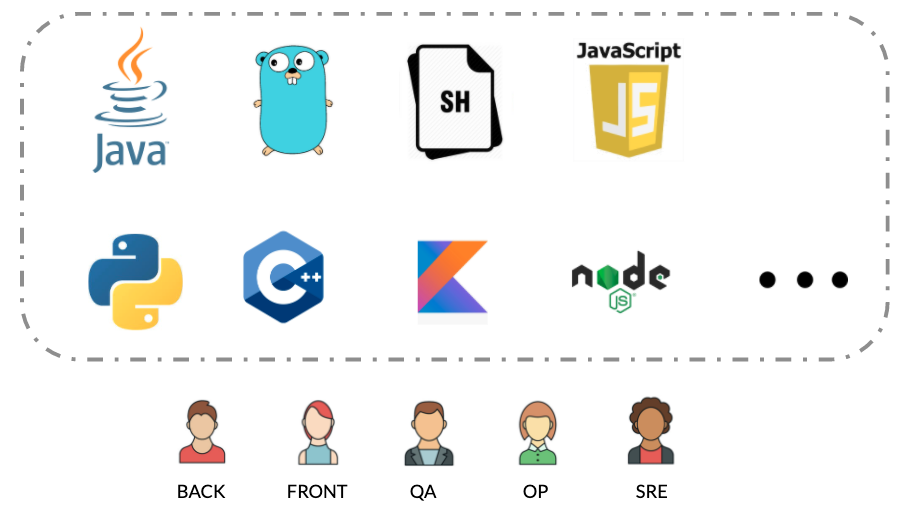 JavaScript
SH
JS
Java
C++
node
JS
BACK FRONT QA OP SRE